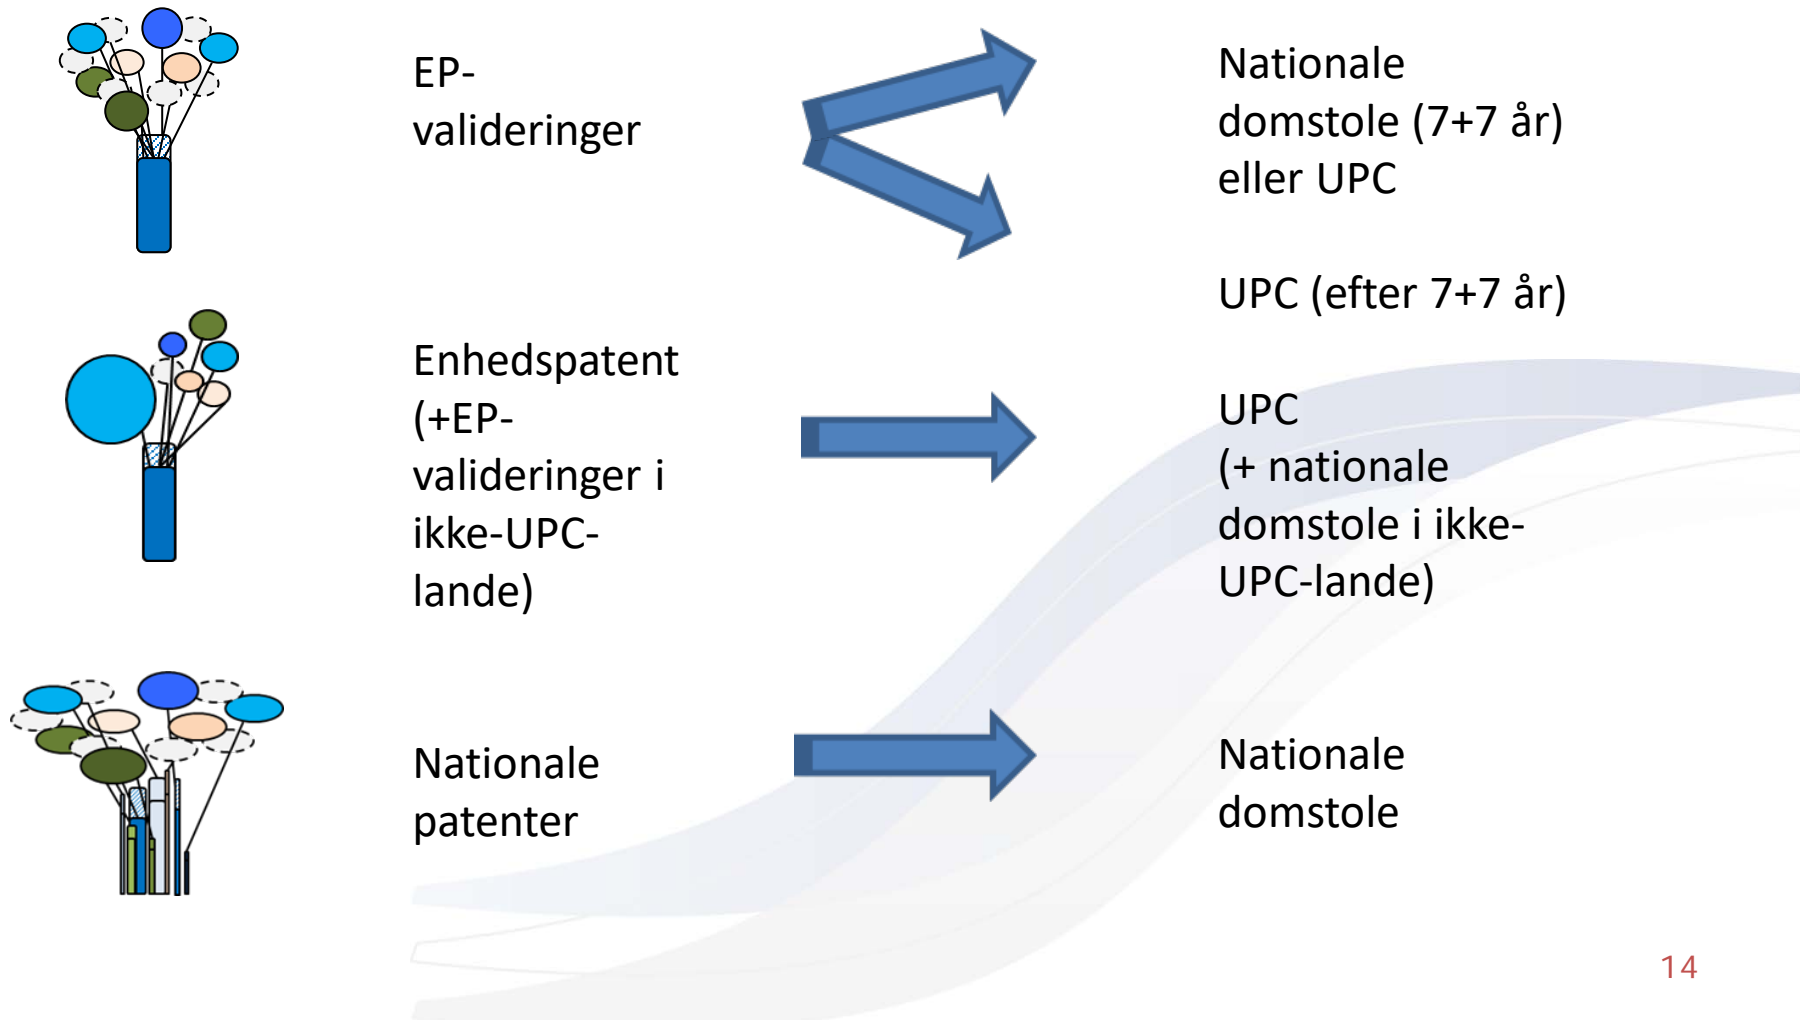 EP-
valideringer
Nationale
domstole (7+7 år)
eller UPC
UPC (efter 7+7 år)
Enhedspatent
(+EP-
valideringer i
ikke-UPC-
lande)
UPC
(+ nationale
domstole i ikke-
UPC-lande)
Nationale
patenter
Nationale
domstole
14